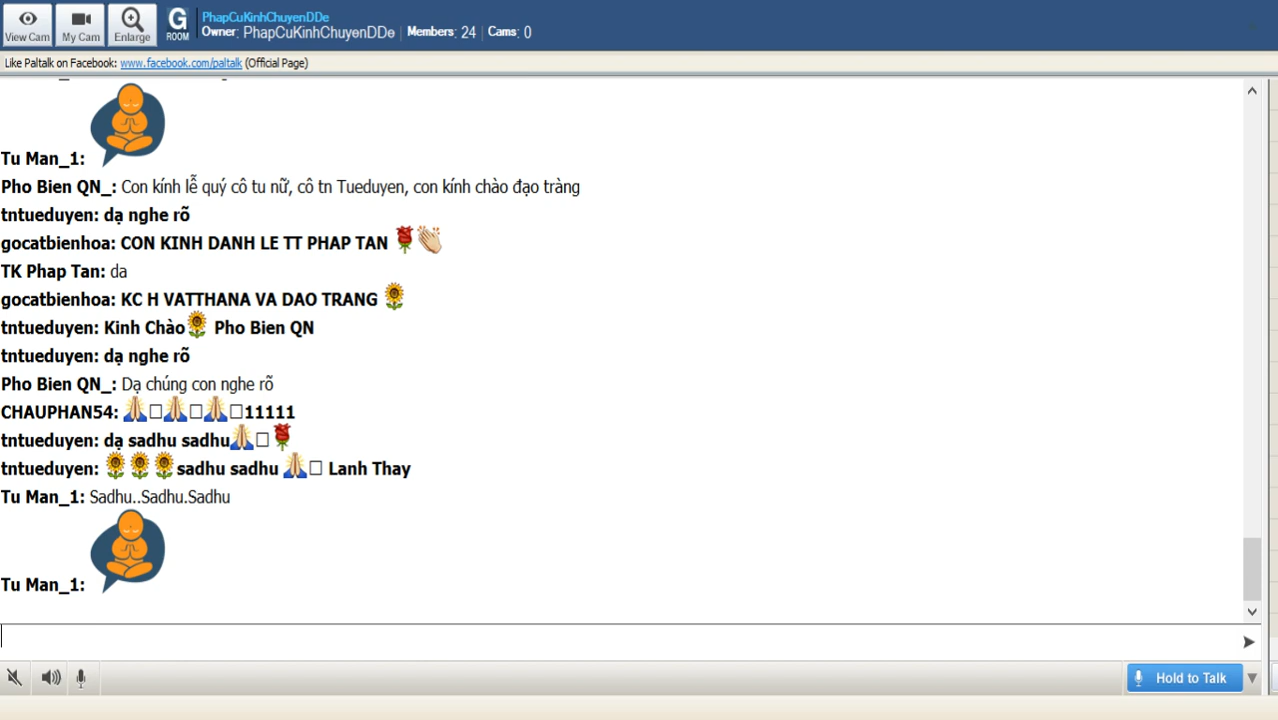 PhapCuKinhChuyenDDe
Owner: PhapCuKinhChuyenDDe Members: 24 Cams: 0
View Cam
My Cam
Enlarge
G
ROOM
Like Paltalk on Facebook: www.facebook.com/paltalk (Official Page)
Tu Man_1:
Pho Bien QN_: Con kính lễ quý cô tu nữ, cô tn Tueduyen, con kính chào đạo tràng
tntueduyen: dạ nghe rõ
gocatbienhoa: CON KINH DANH LE TT PHAP TAN 🌹👏
TK Phap Tan: da
gocatbienhoa: KC H VATTHANA VA DAO TRANG 🌻
tntueduyen: Kinh Chào🌻 Pho Bien QN
tntueduyen: dạ nghe rõ
Pho Bien QN_: Dạ chúng con nghe rõ
CHAUPHAN54: 🙏□🙏□🙏□11111
tntueduyen: dạ sadhu sadhu🙏□🌹
tntueduyen: 🌻🌻🌻sadhu sadhu 🙏□ Lanh Thay
Tu Man_1: Sadhu..Sadhu.Sadhu
Tu Man_1:
Hold to Talk